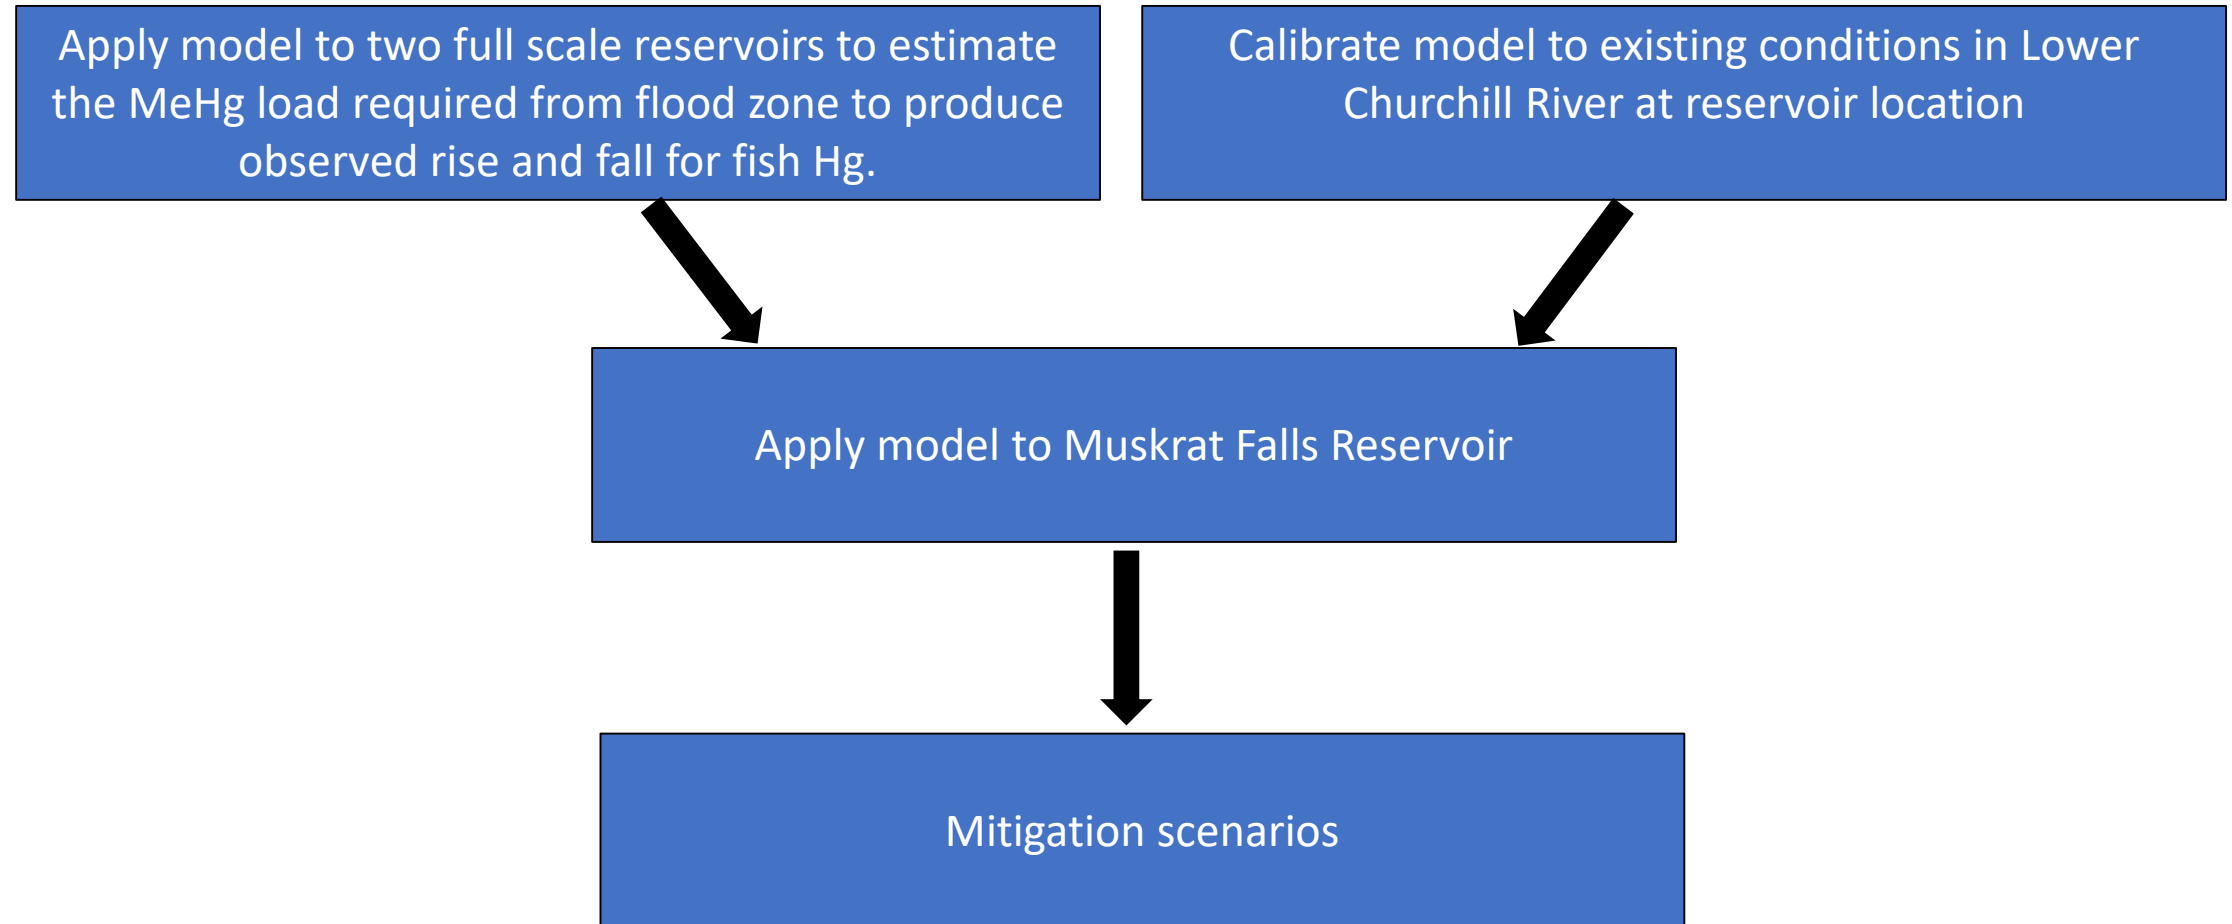 Apply model to two full scale reservoirs to estimate
the MeHg load required from flood zone to produce
observed rise and fall for fish Hg.
Calibrate model to existing conditions in Lower
Churchill River at reservoir location
Apply model to Muskrat Falls Reservoir
Mitigation scenarios